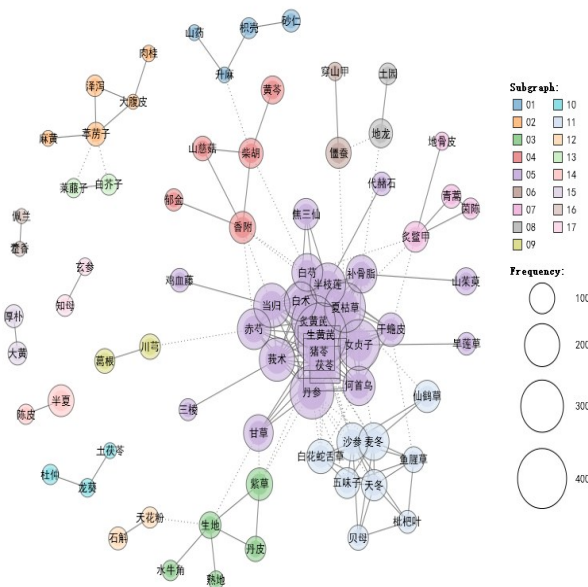 砂仁
枳壳
山药
升麻
肉桂
穿山甲
土园
泽泻
大腹皮
黄芩
麻黄
葶苈子
地龙
地骨皮
山慈菇
柴胡
僵蚕
莱菔子
白芥子
代赭石
青蒿
茵陈
郁金
佩兰
焦三仙
香附
炙鳖甲
藿香
玄参
白芍
半枝莲
补骨脂
鸡血藤
山茱萸
知母
当归
白术
夏枯草
厚朴
炙黄芪
赤芍
生黄芪
干蟾皮
女贞子
旱莲草
大黄
葛根
川芎
猪苓
莪术
茯苓
何首乌
丹参
仙鹤草
半夏
陈皮
三棱
甘草
沙参
麦冬
土茯苓
白花蛇舌草
鱼腥草
杜仲
龙葵
紫草
五味子
天冬
天花粉
生地
枇杷叶
石斛
丹皮
贝母
水牛角
熟地
Subgraph:
01 10
02 11
03 12
04 13
05 14
06 15
07 16
08 17
09
Frequency:
100
200
300
400